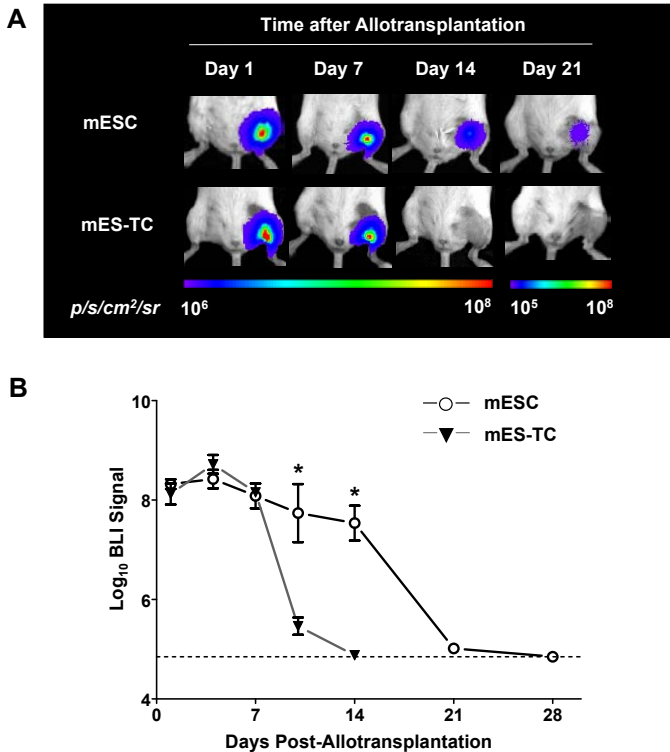 A
Time after Allotransplantation
Day 1 Day 7 Day 14 Day 21
mESC
mES-TC
p/s/cm²/sr 10⁶ 10⁸ 10⁵ 10⁸
B
10
mESC
mES-TC
* *
8
Log₁₀ BLI Signal
6
4
0 7 14 21 28
Days Post-Allotransplantation